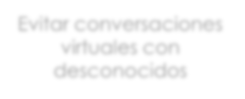 Evitar conversaciones
virtuales con
desconocidos